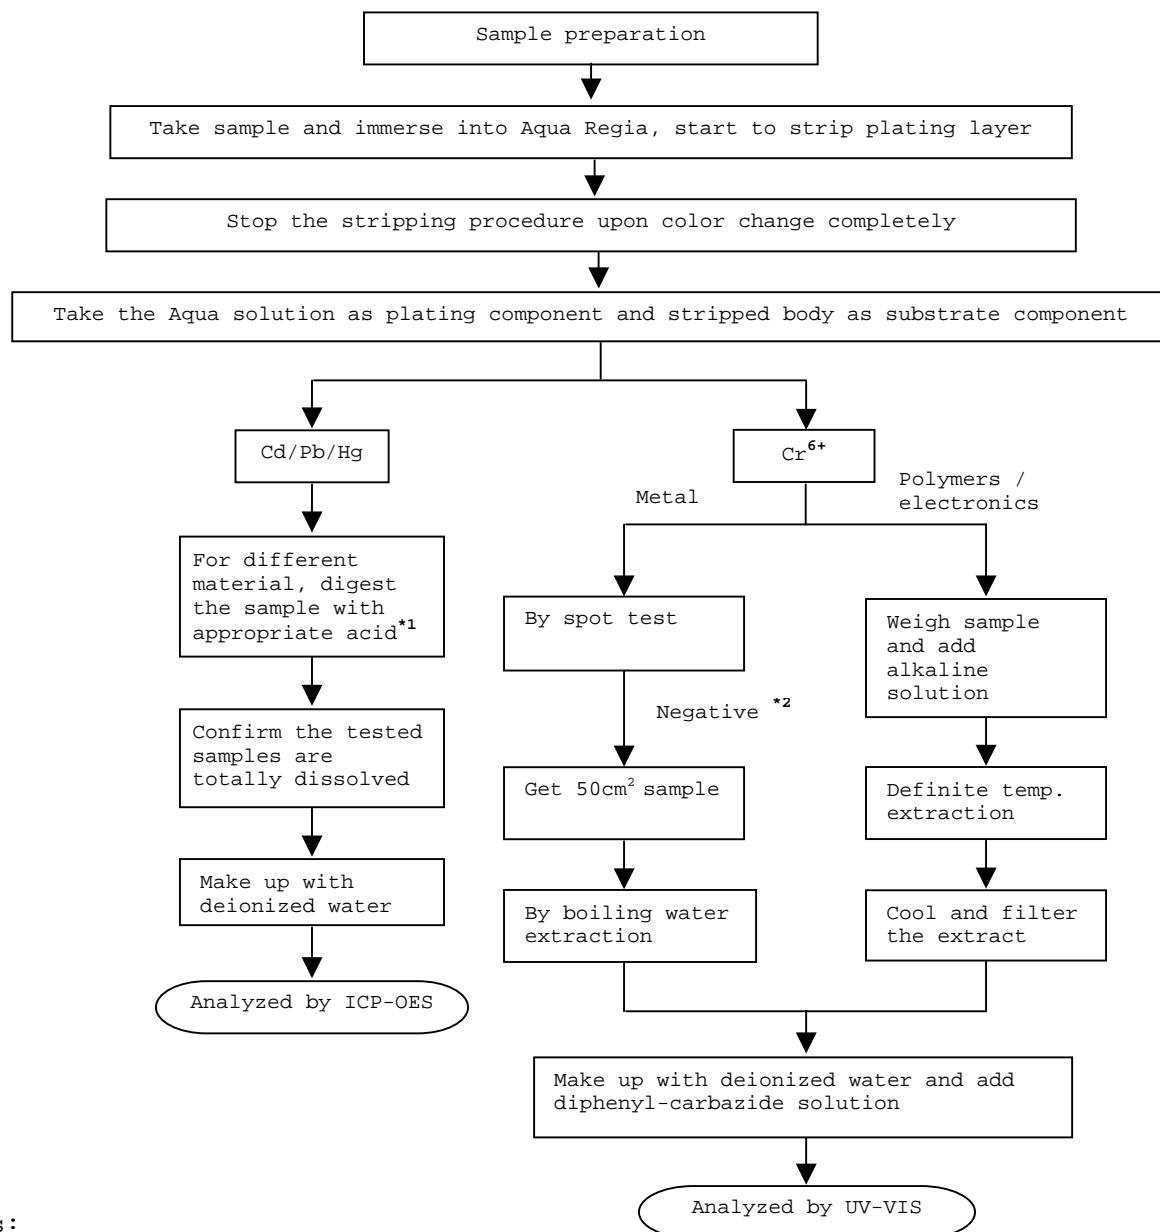 Sample preparation
Take sample and immerse into Aqua Regia, start to strip plating layer
Stop the stripping procedure upon color change completely
Take the Aqua solution as plating component and stripped body as substrate component
Cd/Pb/Hg
For different
material, digest
the sample with
appropriate acid*1
Confirm the tested
samples are
totally dissolved
Make up with
deionized water
Analyzed by ICP-OES
Cr6+
Metal
Polymers /
electronics
By spot test
Negative *2
Get 50cm2 sample
By boiling water
extraction
Weigh sample
and add
alkaline
solution
Definite temp.
extraction
Cool and filter
the extract
Make up with deionized water and add
diphenyl-carbazide solution
Analyzed by UV-VIS
s: